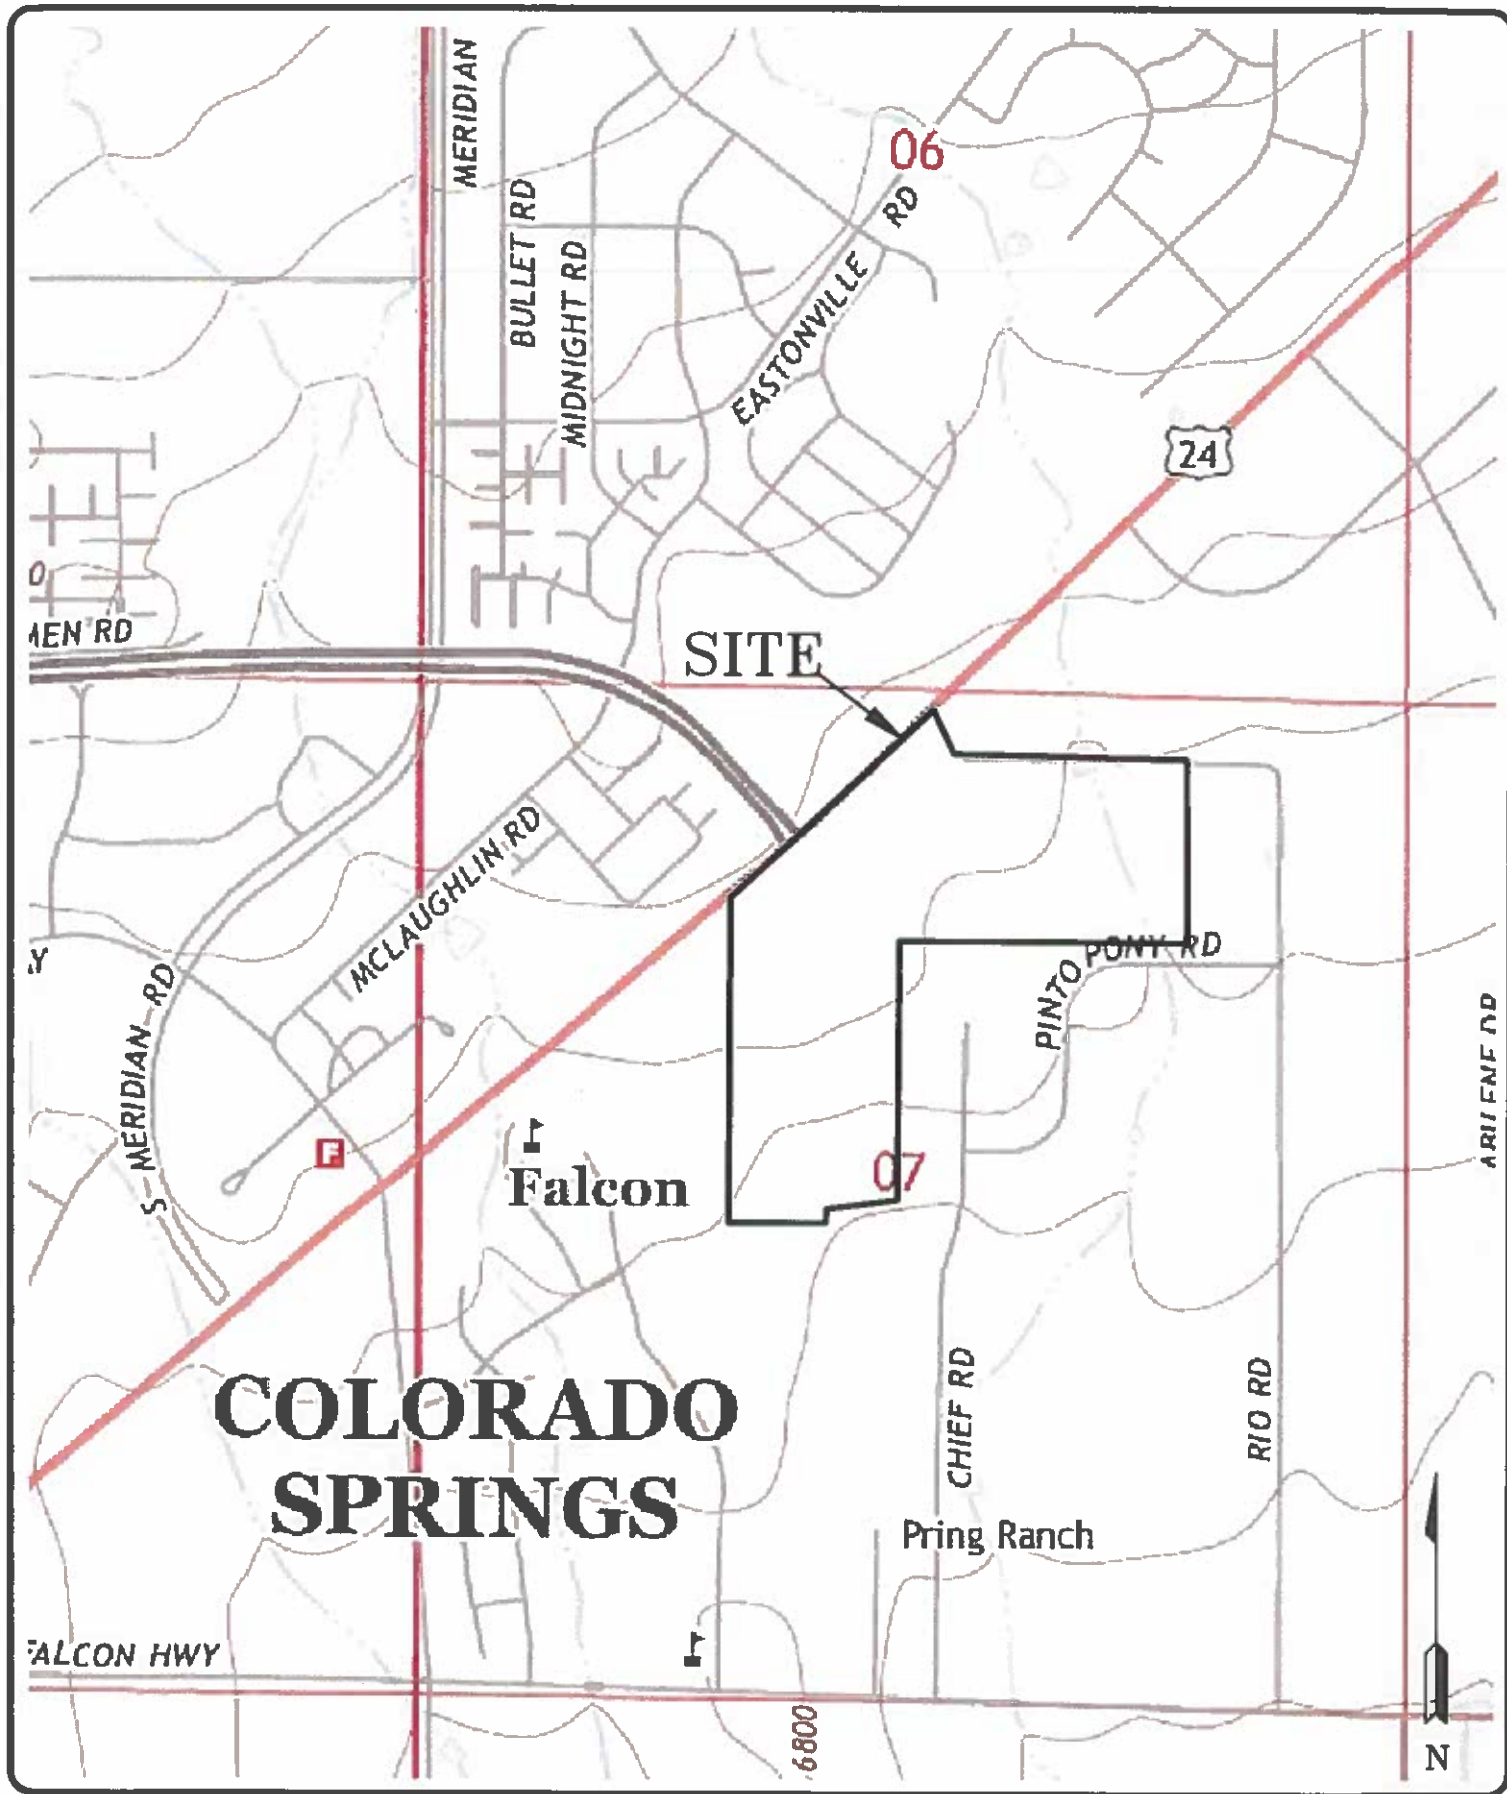 MERIDIAN
06
BULLET RD
MIDNIGHT RD
EASTONVILLE RD
24
MEN RD
SITE
MCLAUGHLIN RD
S MERIDIAN RD
PINTO PONY RD
F
Falcon
07
COLORADO
SPRINGS
CHIEF RD
RIO RD
Pring Ranch
FALCON HWY
6800
N